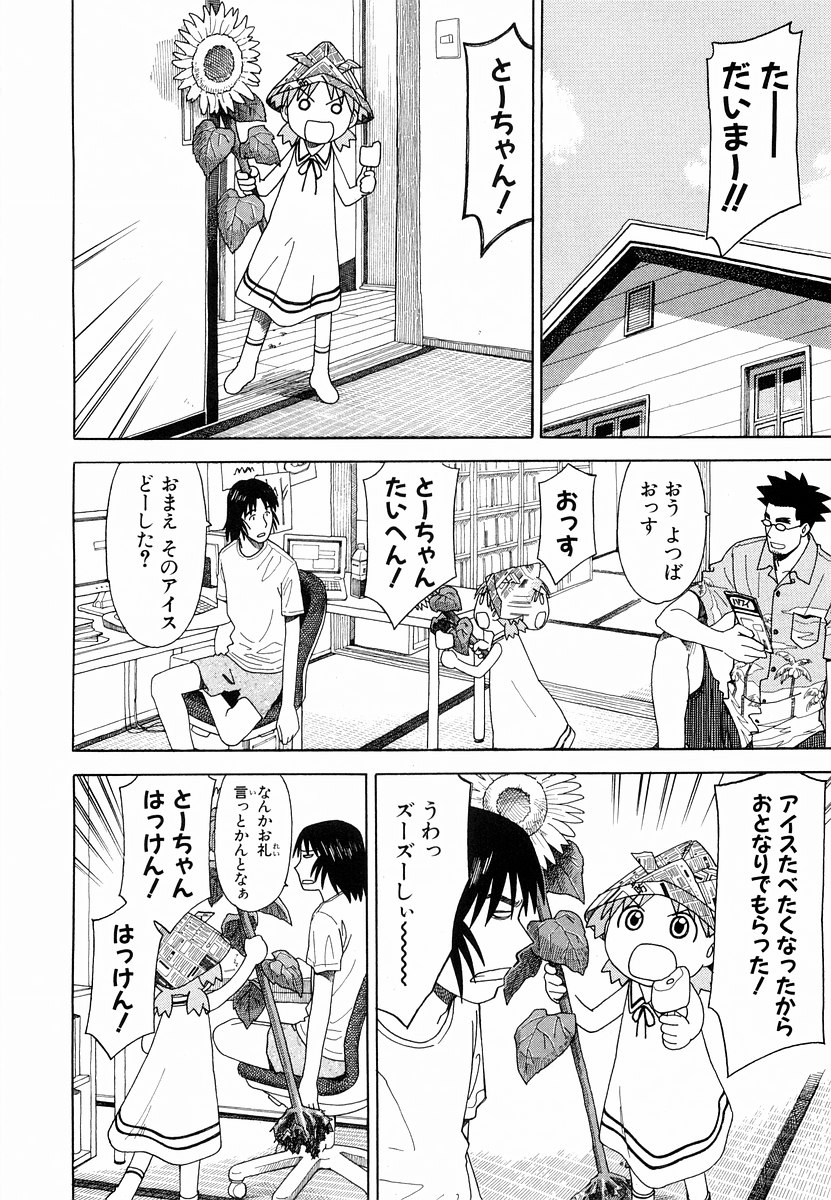 たー
だいまー!!
とーちゃん!
おう よつば
おっす
おっす
とーちゃん
たいへん!
おまえ そのアイス
どーした?
アイスたべたくなったから
おとなりでもらった!
うわっ
ズーズーしぃ〜〜〜〜
なんかお礼
れい
言っとかんとなぁ
い
とーちゃん
はっけん!
はっけん!